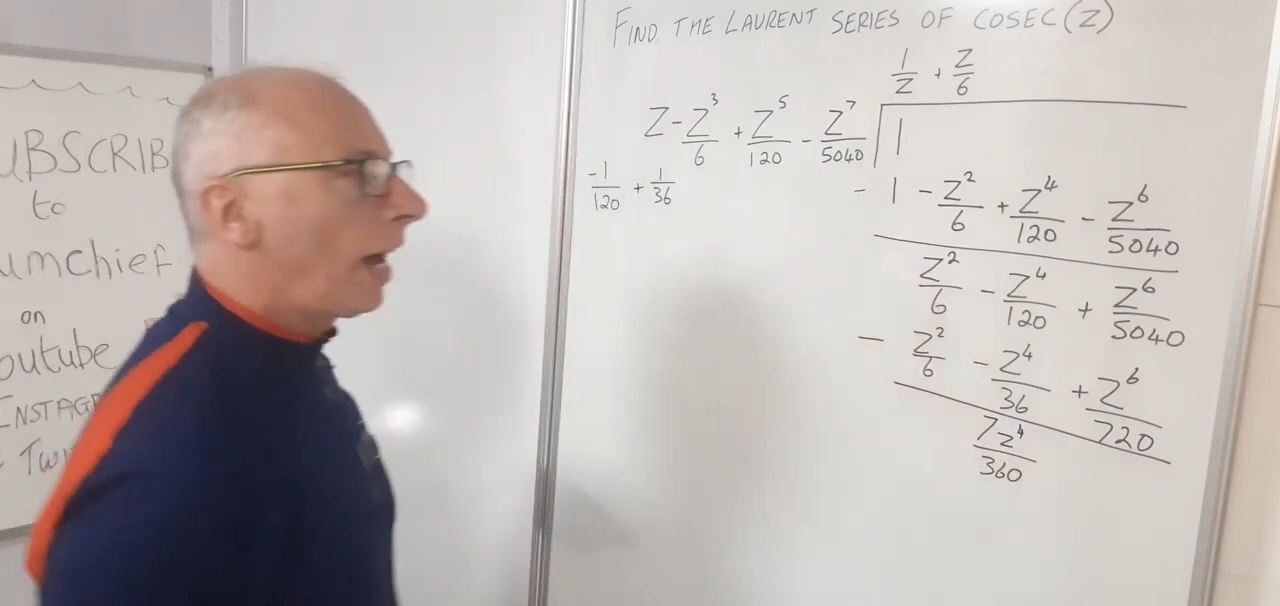 UBSCRIB
to
umchief
on
outube
INSTAG
TWI
FIND THE LAURENT SERIES OF COSEC(Z)
1/Z + Z/6
Z - Z³/6 + Z⁵/120 - Z⁷/5040 | 1
-1/120 + 1/36
- 1 - Z²/6 + Z⁴/120 - Z⁶/5040
Z²/6 - Z⁴/120 + Z⁶/5040
- Z²/6 - Z⁴/36 + Z⁶/720
7Z⁴/360